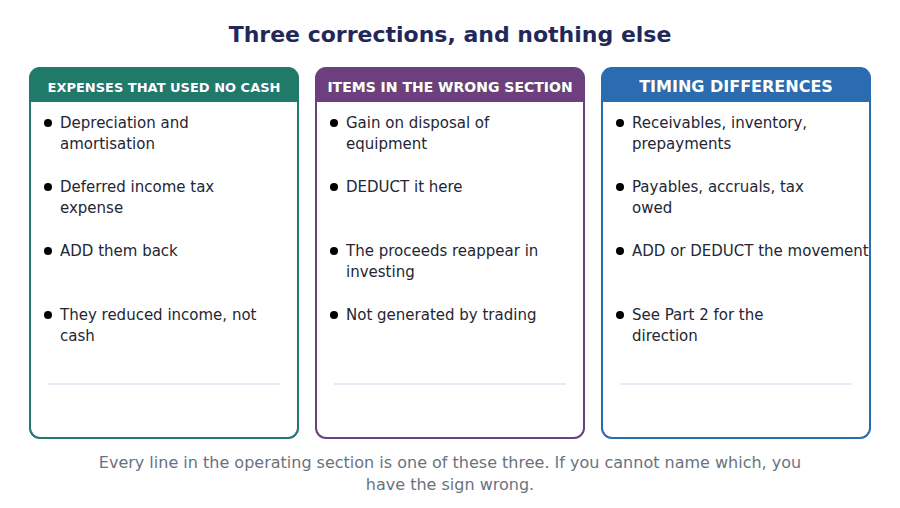 Three corrections, and nothing else
EXPENSES THAT USED NO CASH
Depreciation and
amortisation
Deferred income tax
expense
ADD them back
They reduced income, not
cash
ITEMS IN THE WRONG SECTION
Gain on disposal of
equipment
DEDUCT it here
The proceeds reappear in
investing
Not generated by trading
TIMING DIFFERENCES
Receivables, inventory,
prepayments
Payables, accruals, tax
owed
ADD or DEDUCT the movement
See Part 2 for the
direction
Every line in the operating section is one of these three. If you cannot name which, you
have the sign wrong.